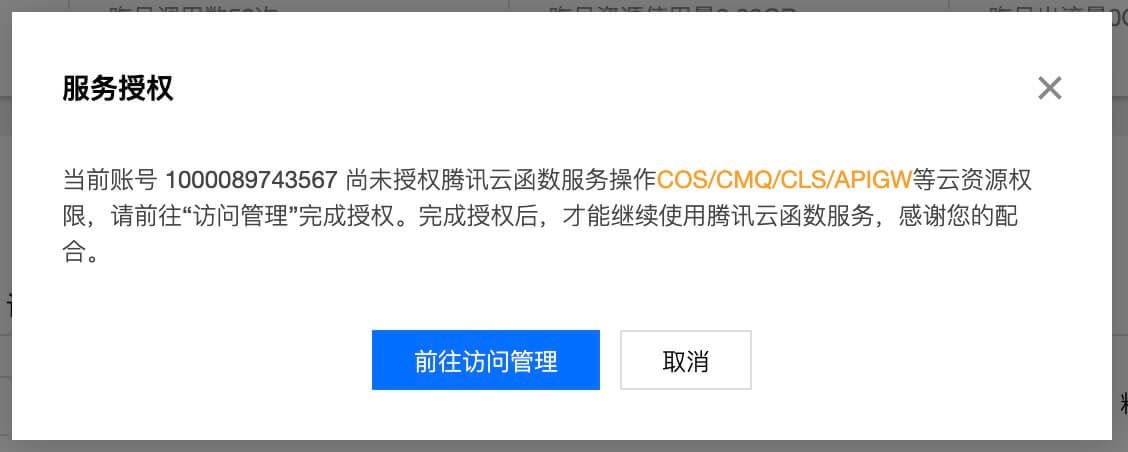 服务授权
当前账号 1000089743567 尚未授权腾讯云函数服务操作COS/CMQ/CLS/APIGW等云资源权
限，请前往“访问管理”完成授权。完成授权后，才能继续使用腾讯云函数服务，感谢您的配
合。
前往访问管理 取消